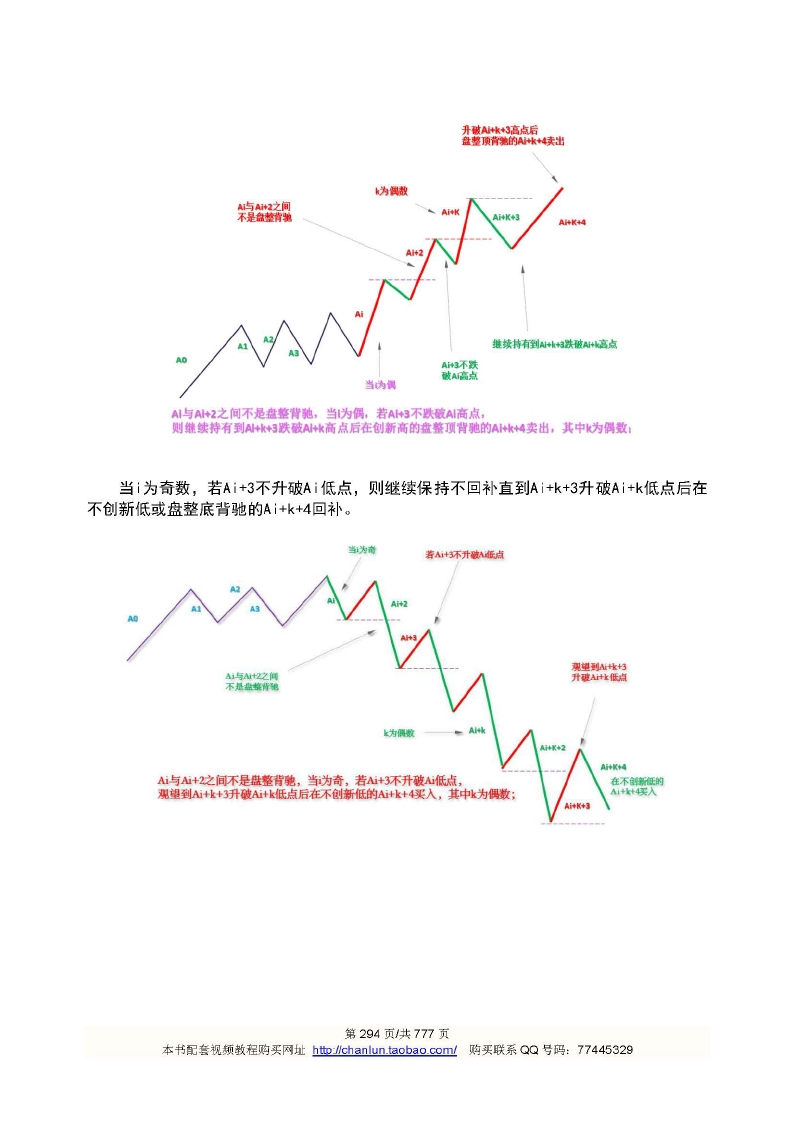 升破Ai+k+3高点后
盘整顶背驰的Ai+k+4卖出
k为偶数
Ai与Ai+2之间
不是盘整背驰
Ai+K
Ai+K+3
Ai+K+4
Ai+2
Ai
A0
A1
A2
A3
继续持有到Ai+k+3跌破Ai+k高点
Ai+3不跌
破Ai高点
当i为偶
Ai与Ai+2之间不是盘整背驰，当i为偶，若Ai+3不跌破Ai高点，
则继续持有到Ai+k+3跌破Ai+k高点后在创新高的盘整顶背驰的Ai+k+4卖出，其中k为偶数；
当i为奇数，若Ai+3不升破Ai低点，则继续保持不回补直到Ai+k+3升破Ai+k低点后在
不创新低或盘整底背驰的Ai+k+4回补。
当i为奇
若Ai+3不升破Ai低点
A0
A1
A2
A3
Ai
Ai+2
Ai+3
Ai与Ai+2之间
不是盘整背驰
观望到Ai+k+3
升破Ai+k低点
k为偶数
Ai+k
Ai+K+2
Ai+K+4
在不创新低的
Ai+k+4买入
Ai+K+3
Ai与Ai+2之间不是盘整背驰，当i为奇，若Ai+3不升破Ai低点，
观望到Ai+k+3升破Ai+k低点后在不创新低的Ai+k+4买入，其中k为偶数；
第 294 页/共 777 页
本书配套视频教程购买网址 http://chanlun.taobao.com/ 购买联系 QQ 号码：77445329